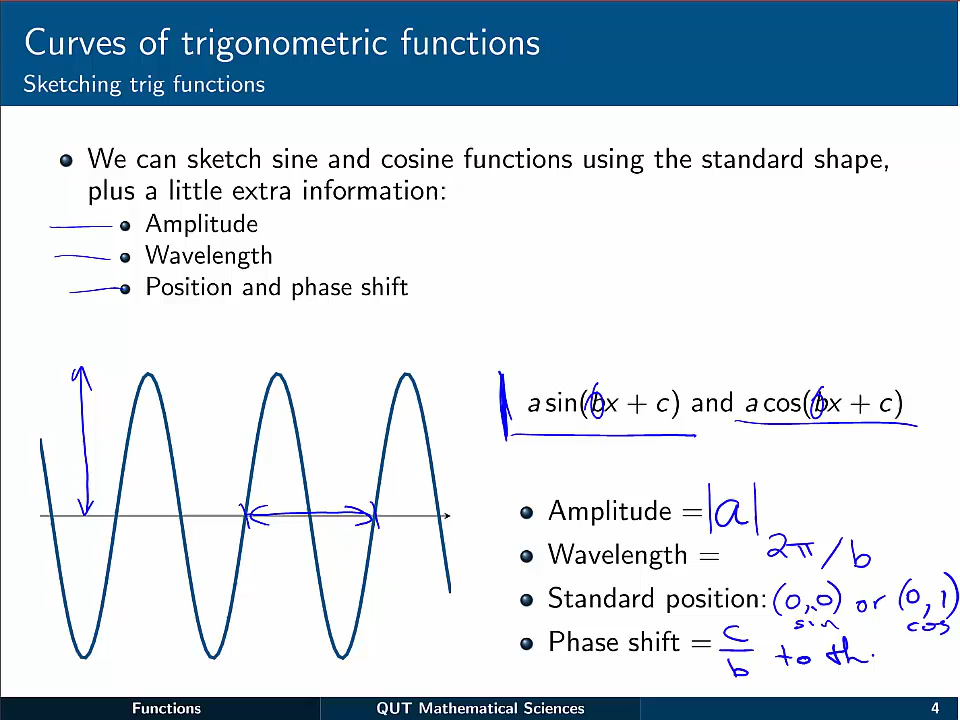 Curves of trigonometric functions
Sketching trig functions
We can sketch sine and cosine functions using the standard shape,
plus a little extra information:
Amplitude
Wavelength
Position and phase shift
a sin(bx + c) and a cos(bx + c)
Amplitude = |a|
Wavelength = 2π/b
Standard position: (0,0) or (0,1)
sin cos
Phase shift = c/b to th
Functions QUT Mathematical Sciences 4